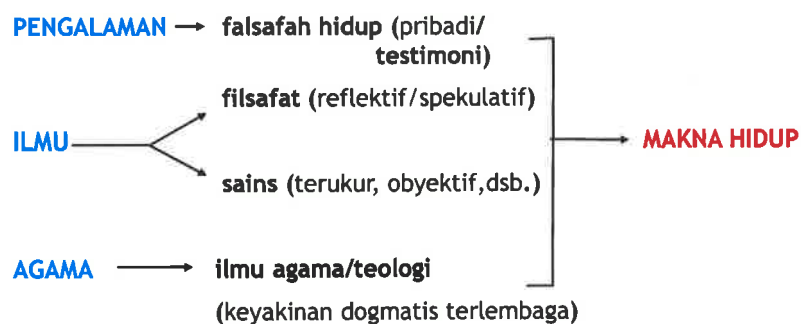 PENGALAMAN falsafah hidup (pribadi/
testimoni)
filsafat (reflektif/spekulatif)
ILMU
MAKNA HIDUP
sains (terukur, obyektif,dsb.)
AGAMA ilmu agama/teologi
(keyakinan dogmatis terlembaga)